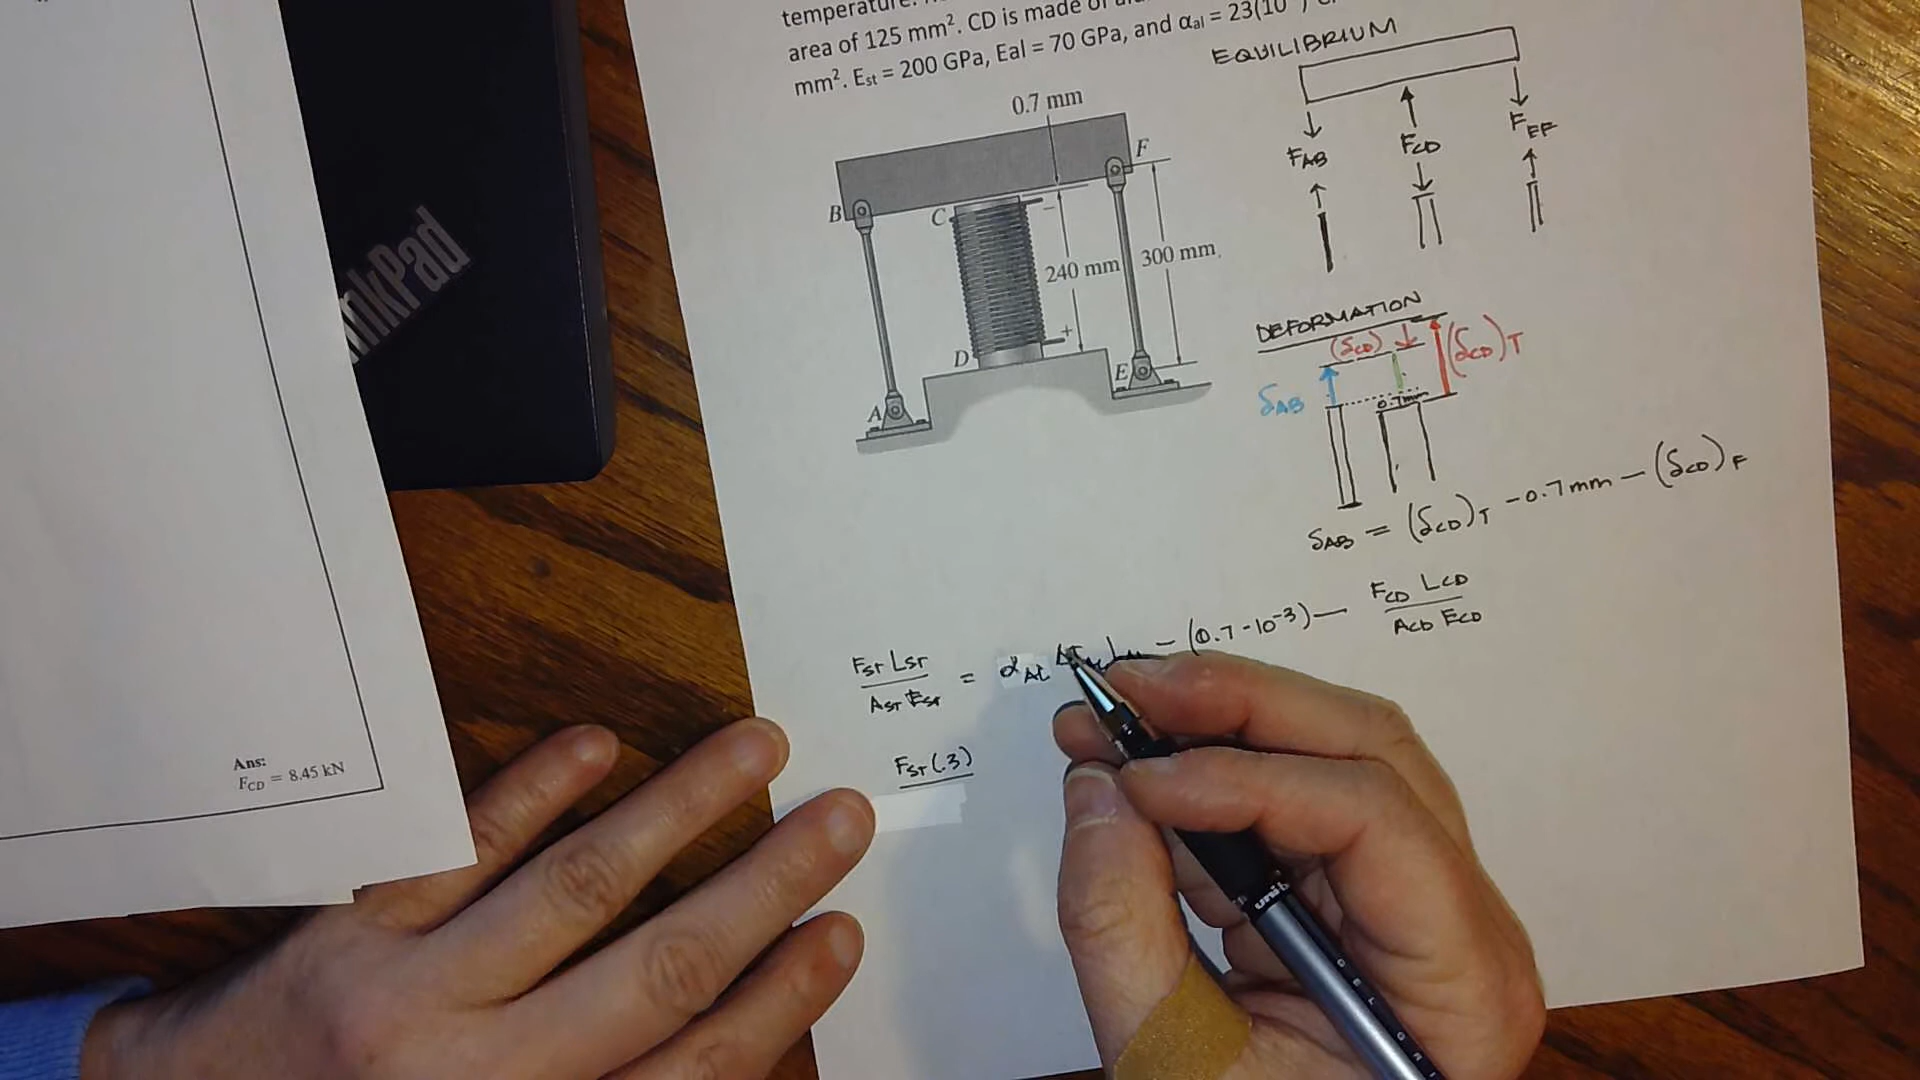 temperature.
area of 125 mm². CD is made of
mm². Est = 200 GPa, Eal = 70 GPa, and αal = 23(10
0.7 mm
F
B
C
240 mm
300 mm
D
E
A
−
+
EQUILIBRIUM
FAB
FCD
FEF
DEFORMATION
(δCD)
(δCD)T
δAB
0.7mm
δAB = (δCD)T - 0.7mm - (δCD)F
FST LST / AST EST = αAL ΔT - (0.7·10⁻³) - FCD LCD / ACD ECD
FST(.3)
Ans:
FCD = 8.45 kN
nkPad
uni
GEL